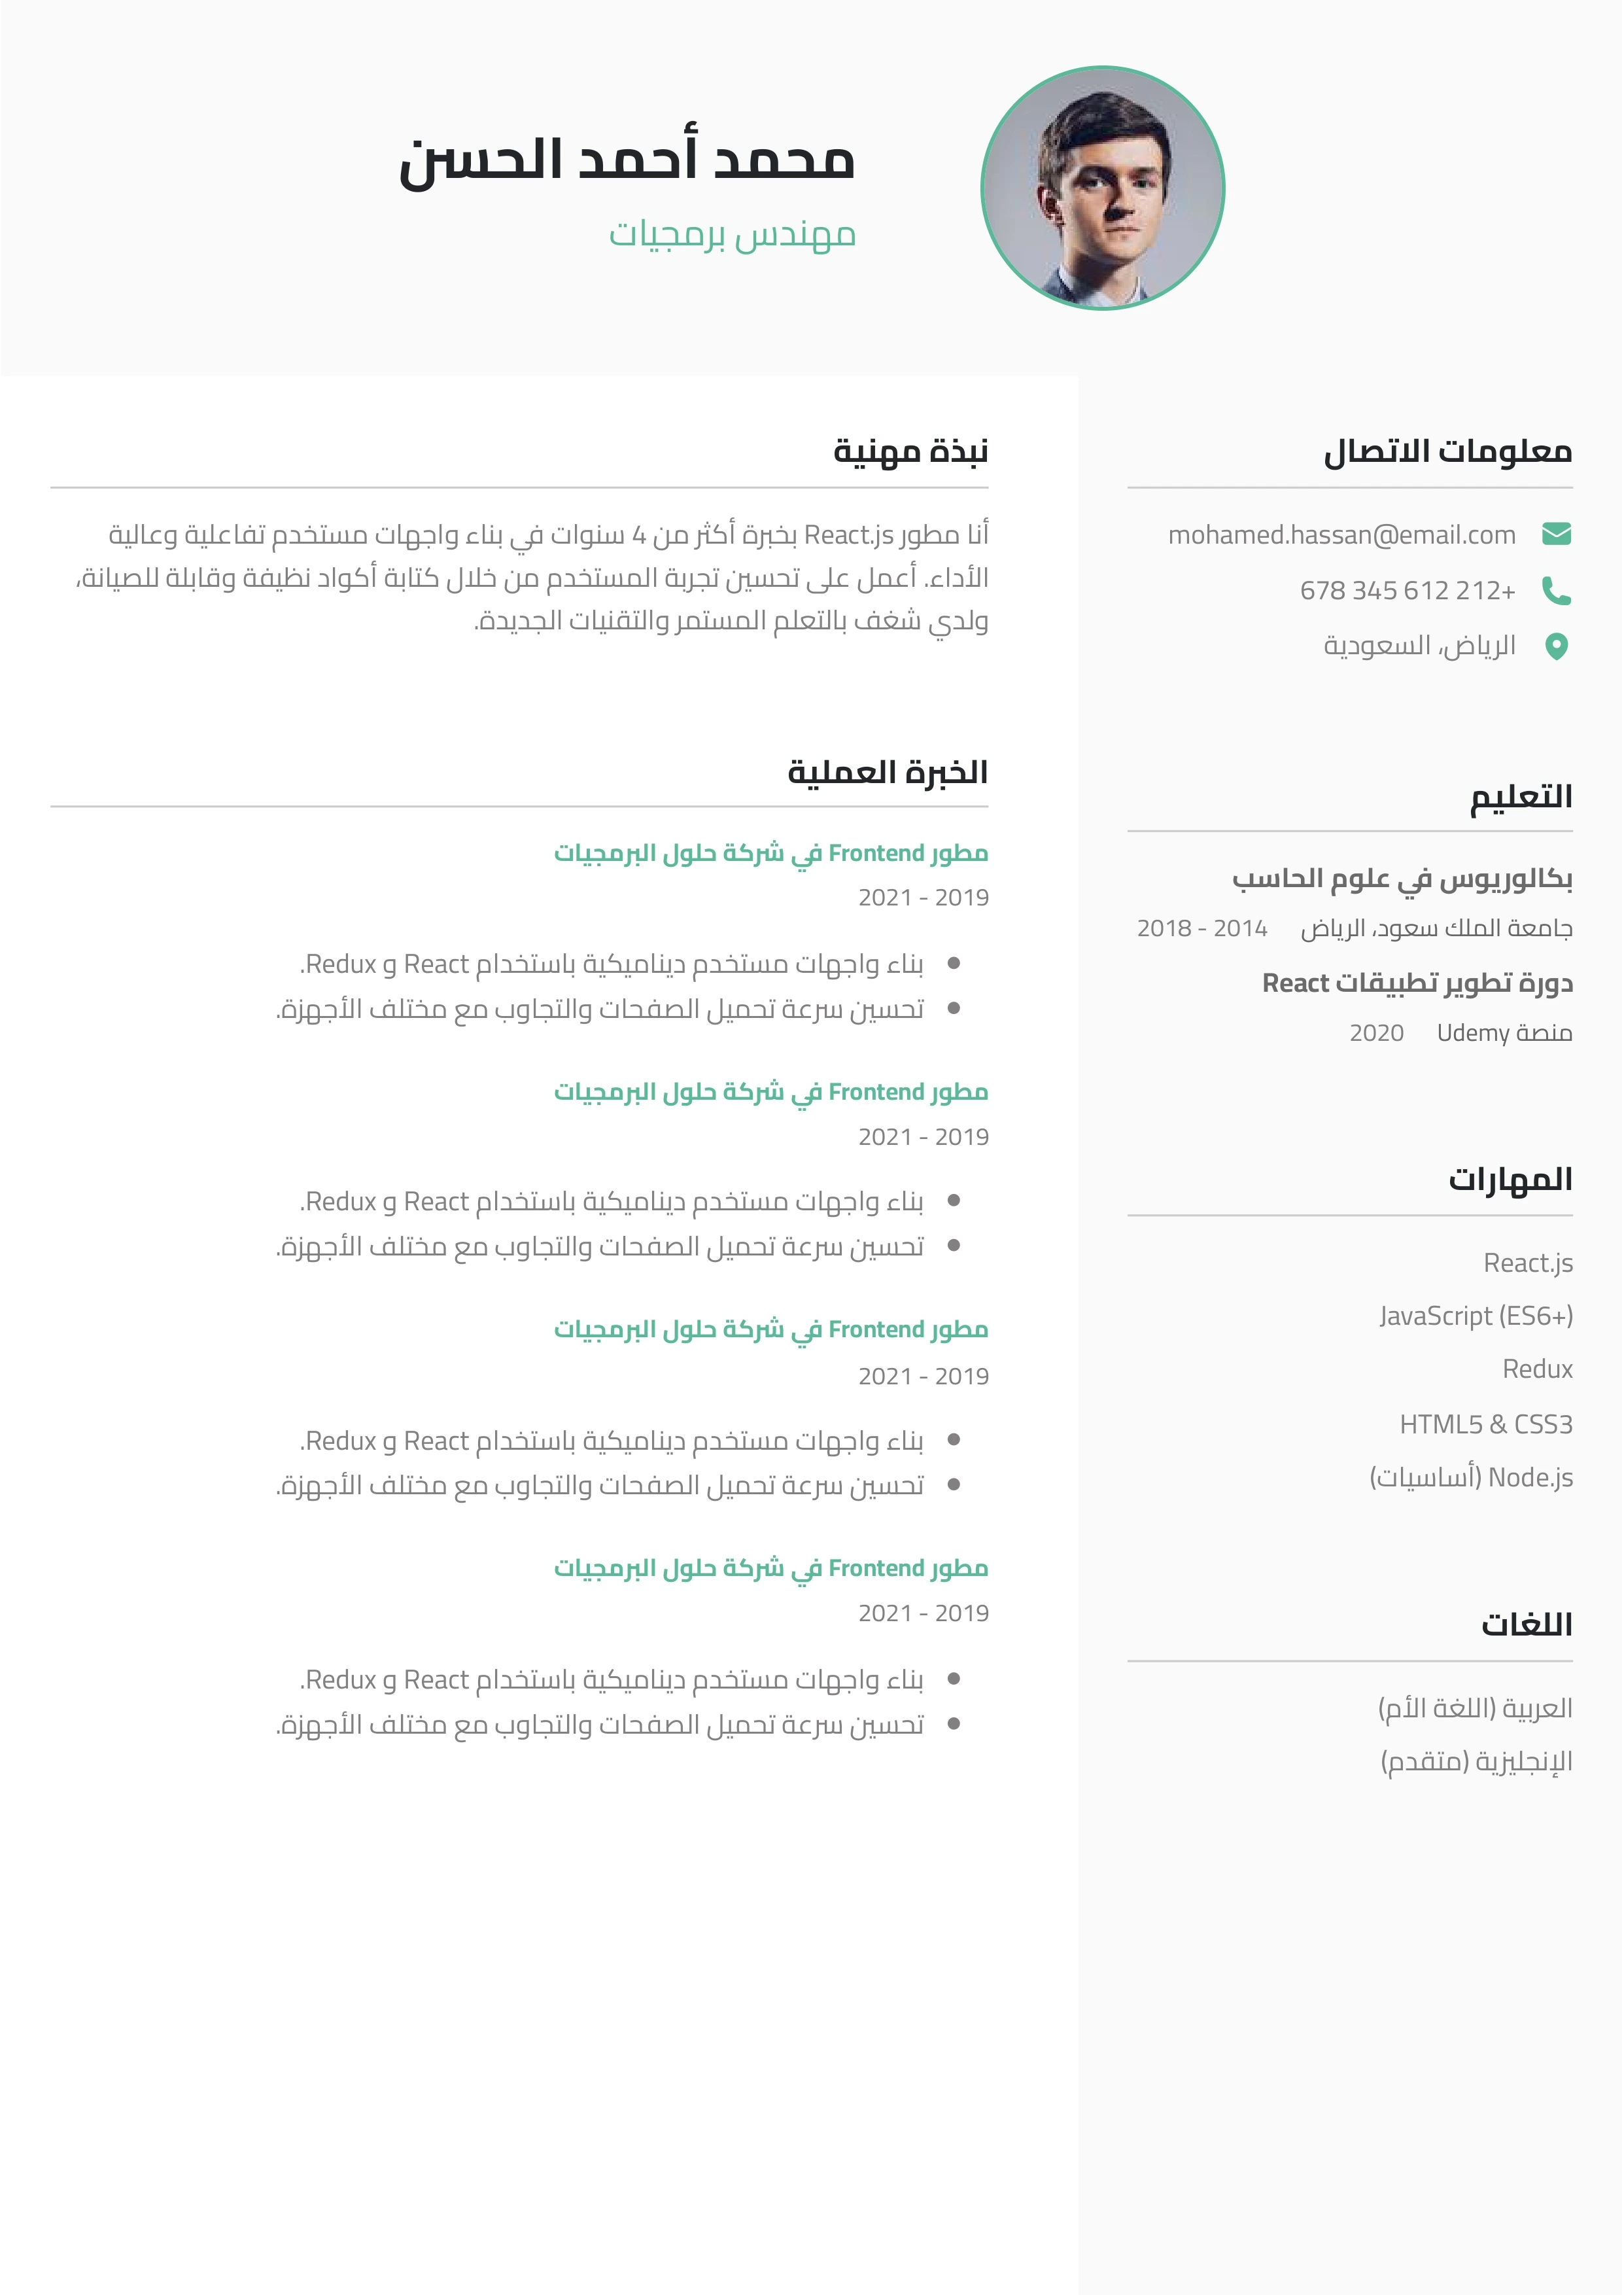 محمد أحمد الحسن
مهندس برمجيات
معلومات الاتصال
mohamed.hassan@email.com
+212 612 345 678
الرياض، السعودية
التعليم
بكالوريوس في علوم الحاسب
جامعة الملك سعود، الرياض 2014 - 2018
دورة تطوير تطبيقات React
منصة Udemy 2020
المهارات
React.js
JavaScript (ES6+)
Redux
HTML5 & CSS3
Node.js (أساسيات)
اللغات
العربية (اللغة الأم)
الإنجليزية (متقدم)
نبذة مهنية
أنا مطور React.js بخبرة أكثر من 4 سنوات في بناء واجهات مستخدم تفاعلية وعالية
الأداء. أعمل على تحسين تجربة المستخدم من خلال كتابة أكواد نظيفة وقابلة للصيانة،
ولدي شغف بالتعلم المستمر والتقنيات الجديدة.
الخبرة العملية
مطور Frontend في شركة حلول البرمجيات
2019 - 2021
بناء واجهات مستخدم ديناميكية باستخدام React و Redux.
تحسين سرعة تحميل الصفحات والتجاوب مع مختلف الأجهزة.
مطور Frontend في شركة حلول البرمجيات
2019 - 2021
بناء واجهات مستخدم ديناميكية باستخدام React و Redux.
تحسين سرعة تحميل الصفحات والتجاوب مع مختلف الأجهزة.
مطور Frontend في شركة حلول البرمجيات
2019 - 2021
بناء واجهات مستخدم ديناميكية باستخدام React و Redux.
تحسين سرعة تحميل الصفحات والتجاوب مع مختلف الأجهزة.
مطور Frontend في شركة حلول البرمجيات
2019 - 2021
بناء واجهات مستخدم ديناميكية باستخدام React و Redux.
تحسين سرعة تحميل الصفحات والتجاوب مع مختلف الأجهزة.